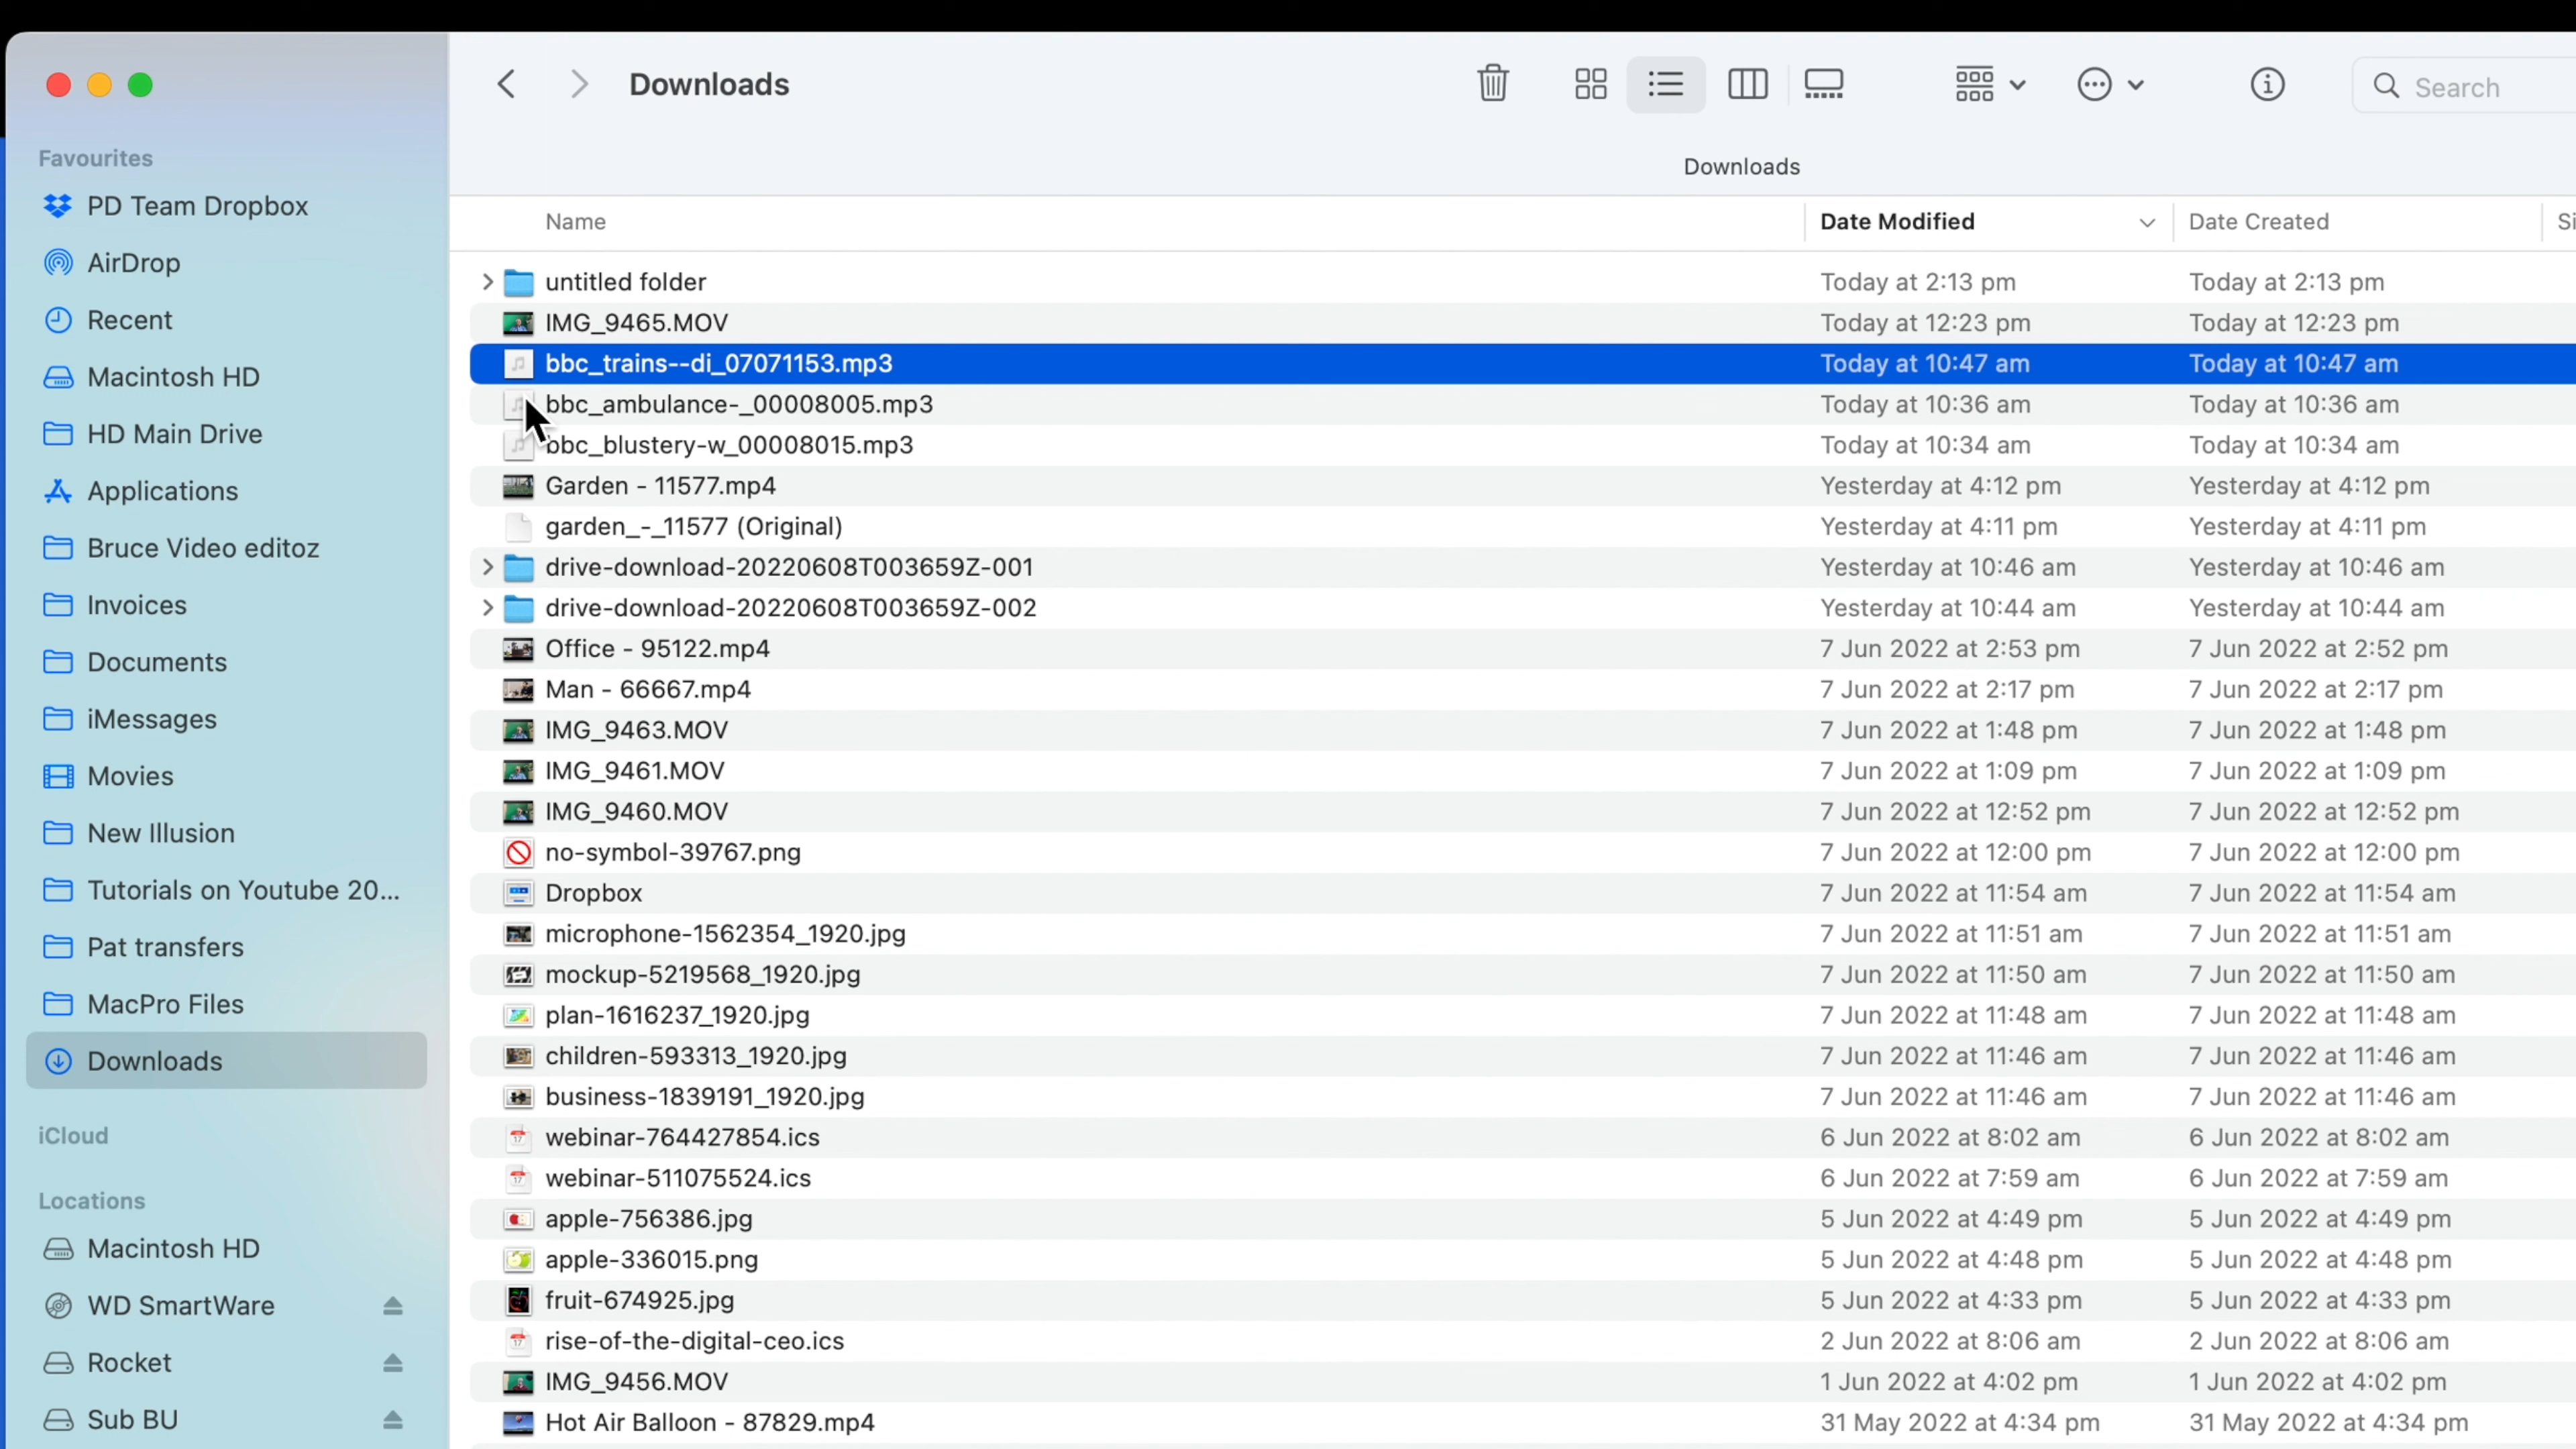 Downloads
Search
Downloads
Favourites
PD Team Dropbox
AirDrop
Recent
Macintosh HD
HD Main Drive
Applications
Bruce Video editoz
Invoices
Documents
iMessages
Movies
New Illusion
Tutorials on Youtube 20...
Pat transfers
MacPro Files
Downloads
iCloud
Locations
Macintosh HD
WD SmartWare
Rocket
Sub BU
Name Date Modified Date Created Si
untitled folder Today at 2:13 pm Today at 2:13 pm
IMG_9465.MOV Today at 12:23 pm Today at 12:23 pm
bbc_trains--di_07071153.mp3 Today at 10:47 am Today at 10:47 am
bbc_ambulance-_00008005.mp3 Today at 10:36 am Today at 10:36 am
bbc_blustery-w_00008015.mp3 Today at 10:34 am Today at 10:34 am
Garden - 11577.mp4 Yesterday at 4:12 pm Yesterday at 4:12 pm
garden_-_11577 (Original) Yesterday at 4:11 pm Yesterday at 4:11 pm
drive-download-20220608T003659Z-001 Yesterday at 10:46 am Yesterday at 10:46 am
drive-download-20220608T003659Z-002 Yesterday at 10:44 am Yesterday at 10:44 am
Office - 95122.mp4 7 Jun 2022 at 2:53 pm 7 Jun 2022 at 2:52 pm
Man - 66667.mp4 7 Jun 2022 at 2:17 pm 7 Jun 2022 at 2:17 pm
IMG_9463.MOV 7 Jun 2022 at 1:48 pm 7 Jun 2022 at 1:48 pm
IMG_9461.MOV 7 Jun 2022 at 1:09 pm 7 Jun 2022 at 1:09 pm
IMG_9460.MOV 7 Jun 2022 at 12:52 pm 7 Jun 2022 at 12:52 pm
no-symbol-39767.png 7 Jun 2022 at 12:00 pm 7 Jun 2022 at 12:00 pm
Dropbox 7 Jun 2022 at 11:54 am 7 Jun 2022 at 11:54 am
microphone-1562354_1920.jpg 7 Jun 2022 at 11:51 am 7 Jun 2022 at 11:51 am
mockup-5219568_1920.jpg 7 Jun 2022 at 11:50 am 7 Jun 2022 at 11:50 am
plan-1616237_1920.jpg 7 Jun 2022 at 11:48 am 7 Jun 2022 at 11:48 am
children-593313_1920.jpg 7 Jun 2022 at 11:46 am 7 Jun 2022 at 11:46 am
business-1839191_1920.jpg 7 Jun 2022 at 11:46 am 7 Jun 2022 at 11:46 am
webinar-764427854.ics 6 Jun 2022 at 8:02 am 6 Jun 2022 at 8:02 am
webinar-511075524.ics 6 Jun 2022 at 7:59 am 6 Jun 2022 at 7:59 am
apple-756386.jpg 5 Jun 2022 at 4:49 pm 5 Jun 2022 at 4:49 pm
apple-336015.png 5 Jun 2022 at 4:48 pm 5 Jun 2022 at 4:48 pm
fruit-674925.jpg 5 Jun 2022 at 4:33 pm 5 Jun 2022 at 4:33 pm
rise-of-the-digital-ceo.ics 2 Jun 2022 at 8:06 am 2 Jun 2022 at 8:06 am
IMG_9456.MOV 1 Jun 2022 at 4:02 pm 1 Jun 2022 at 4:02 pm
Hot Air Balloon - 87829.mp4 31 May 2022 at 4:34 pm 31 May 2022 at 4:34 pm